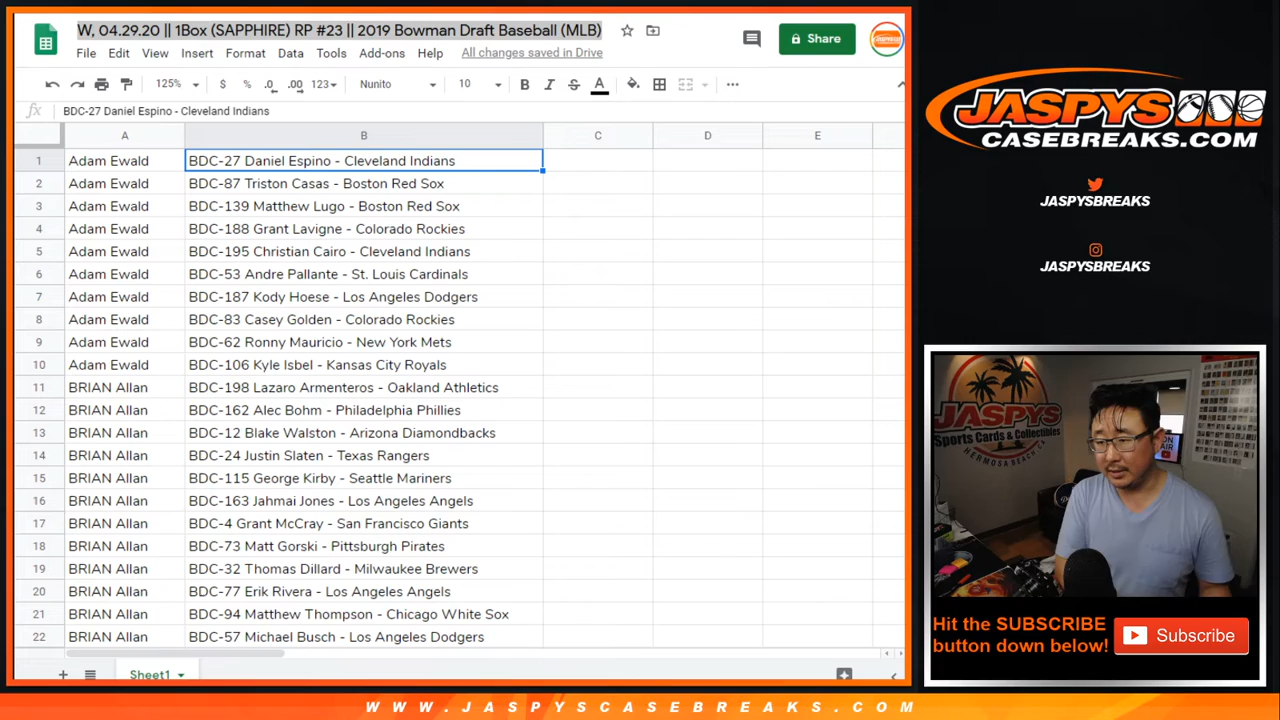 W, 04.29.20 || 1Box (SAPPHIRE) RP #23 || 2019 Bowman Draft Baseball (MLB)
File Edit View Insert Format Data Tools Add-ons Help All changes saved in Drive
Share
125% $ % .0 .00 123 Nunito 10 B I S A
fx BDC-27 Daniel Espino - Cleveland Indians
A B C D E
1 Adam Ewald BDC-27 Daniel Espino - Cleveland Indians
2 Adam Ewald BDC-87 Triston Casas - Boston Red Sox
3 Adam Ewald BDC-139 Matthew Lugo - Boston Red Sox
4 Adam Ewald BDC-188 Grant Lavigne - Colorado Rockies
5 Adam Ewald BDC-195 Christian Cairo - Cleveland Indians
6 Adam Ewald BDC-53 Andre Pallante - St. Louis Cardinals
7 Adam Ewald BDC-187 Kody Hoese - Los Angeles Dodgers
8 Adam Ewald BDC-83 Casey Golden - Colorado Rockies
9 Adam Ewald BDC-62 Ronny Mauricio - New York Mets
10 Adam Ewald BDC-106 Kyle Isbel - Kansas City Royals
11 BRIAN Allan BDC-198 Lazaro Armenteros - Oakland Athletics
12 BRIAN Allan BDC-162 Alec Bohm - Philadelphia Phillies
13 BRIAN Allan BDC-12 Blake Walston - Arizona Diamondbacks
14 BRIAN Allan BDC-24 Justin Slaten - Texas Rangers
15 BRIAN Allan BDC-115 George Kirby - Seattle Mariners
16 BRIAN Allan BDC-163 Jahmai Jones - Los Angeles Angels
17 BRIAN Allan BDC-4 Grant McCray - San Francisco Giants
18 BRIAN Allan BDC-73 Matt Gorski - Pittsburgh Pirates
19 BRIAN Allan BDC-32 Thomas Dillard - Milwaukee Brewers
20 BRIAN Allan BDC-77 Erik Rivera - Los Angeles Angels
21 BRIAN Allan BDC-94 Matthew Thompson - Chicago White Sox
22 BRIAN Allan BDC-57 Michael Busch - Los Angeles Dodgers
Sheet1
JASPYS
CASEBREAKS.COM
JASPYSBREAKS
JASPYSBREAKS
JASPYS
Sports Cards & Collectibles
HERMOSA BEACH, CA
ON
AIR
Hit the SUBSCRIBE
button down below!
Subscribe
WWW.JASPYSCASEBREAKS.COM